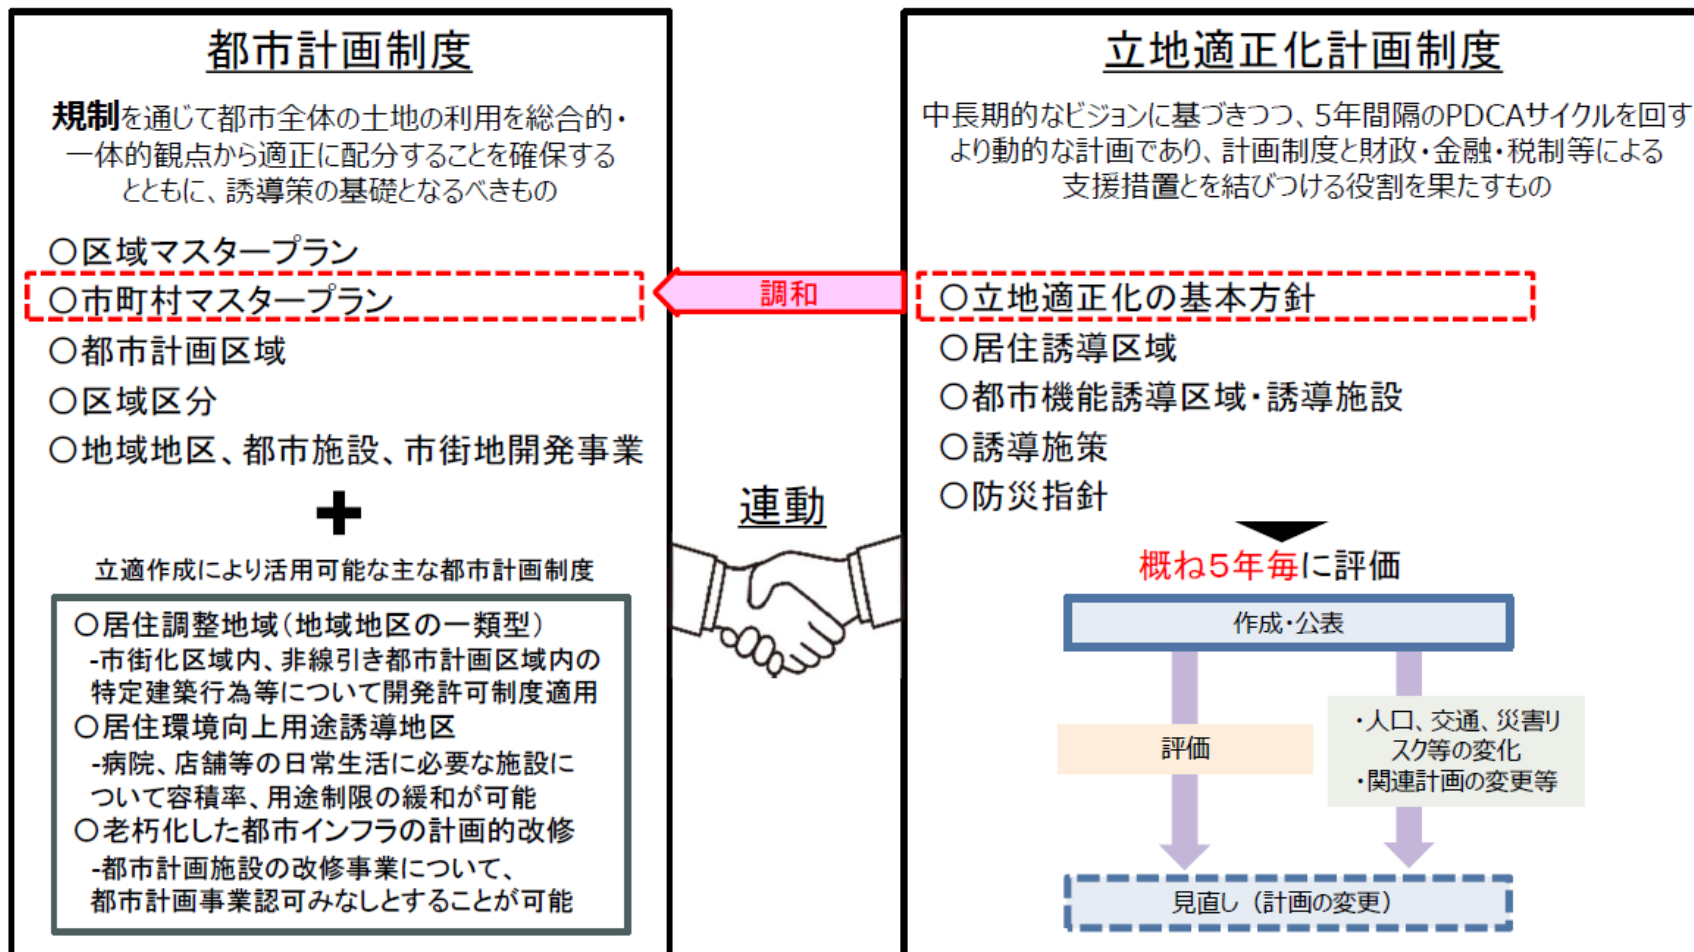 都市計画制度
規制を通じて都市全体の土地の利用を総合的・
一体的観点から適正に配分することを確保する
とともに、誘導策の基礎となるべきもの
〇区域マスタープラン
〇市町村マスタープラン
〇都市計画区域
〇区域区分
〇地域地区、都市施設、市街地開発事業
+
立適作成により活用可能な主な都市計画制度
〇居住調整地域(地域地区の一類型)
-市街化区域内、非線引き都市計画区域内の
特定建築行為等について開発許可制度適用
〇居住環境向上用途誘導地区
-病院、店舗等の日常生活に必要な施設に
ついて容積率、用途制限の緩和が可能
〇老朽化した都市インフラの計画的改修
-都市計画施設の改修事業について、
都市計画事業認可みなしとすることが可能
調和
連動
立地適正化計画制度
中長期的なビジョンに基づきつつ、5年間隔のPDCAサイクルを回す
より動的な計画であり、計画制度と財政・金融・税制等による
支援措置とを結びつける役割を果たすもの
〇立地適正化の基本方針
〇居住誘導区域
〇都市機能誘導区域・誘導施設
〇誘導施策
〇防災指針
概ね5年毎に評価
作成・公表
評価
・人口、交通、災害リ
スク等の変化
・関連計画の変更等
見直し(計画の変更)